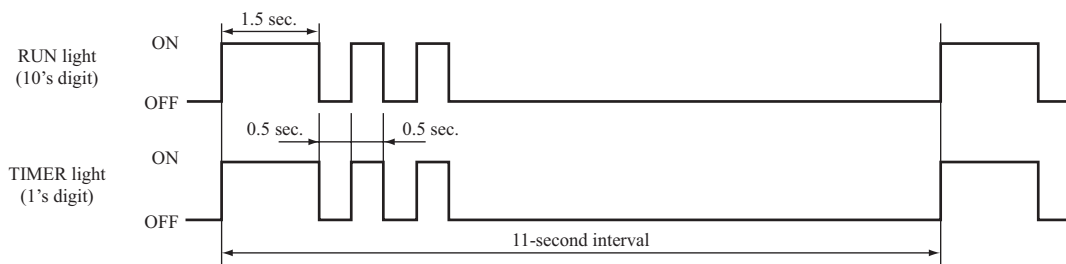 1.5 sec.
RUN light
(10’s digit)
ON
OFF
0.5 sec.
0.5 sec.
TIMER light
(1’s digit)
ON
OFF
11-second interval